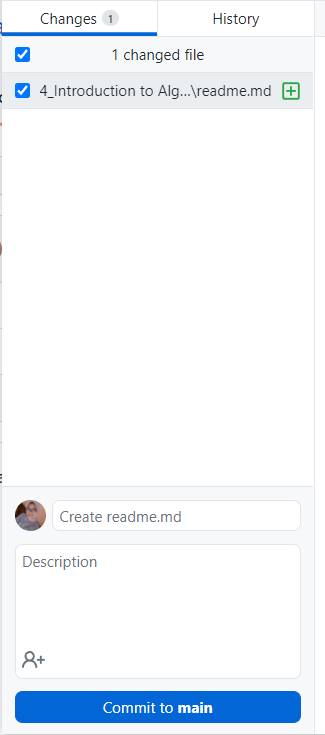 Changes 1 History
1 changed file
4_Introduction to Alg...\readme.md
Create readme.md
Description
Commit to main